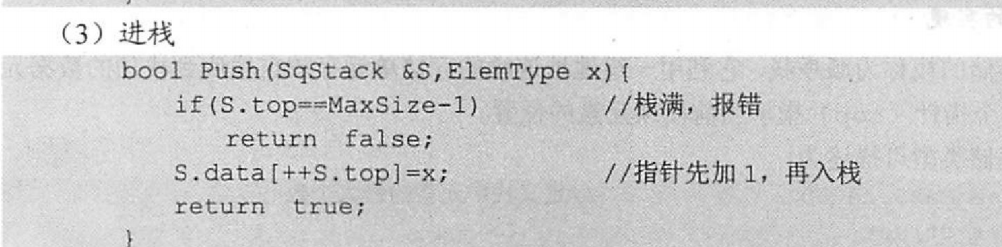 （3）进栈
bool Push(SqStack &S,ElemType x){
if(S.top==MaxSize-1) //栈满，报错
return false;
S.data[++S.top]=x; //指针先加 1，再入栈
return true;
}